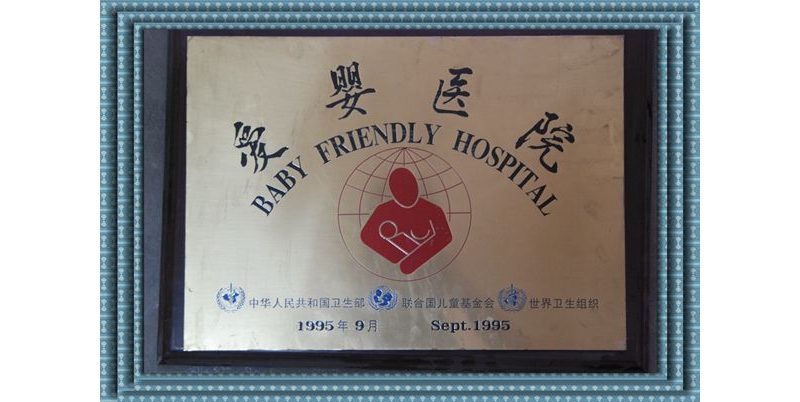 爱婴医院
BABY FRIENDLY HOSPITAL
中华人民共和国卫生部 联合国儿童基金会 世界卫生组织
1995年9月 Sept.1995